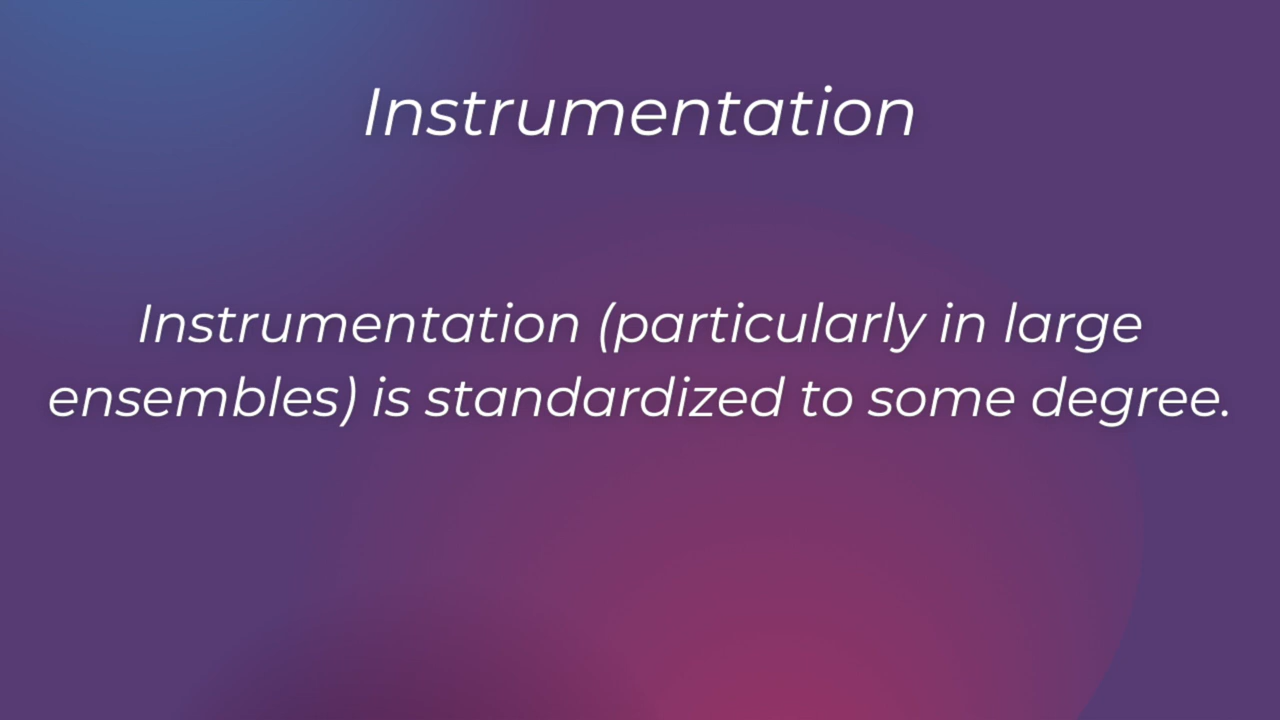 Instrumentation
Instrumentation (particularly in large
ensembles) is standardized to some degree.